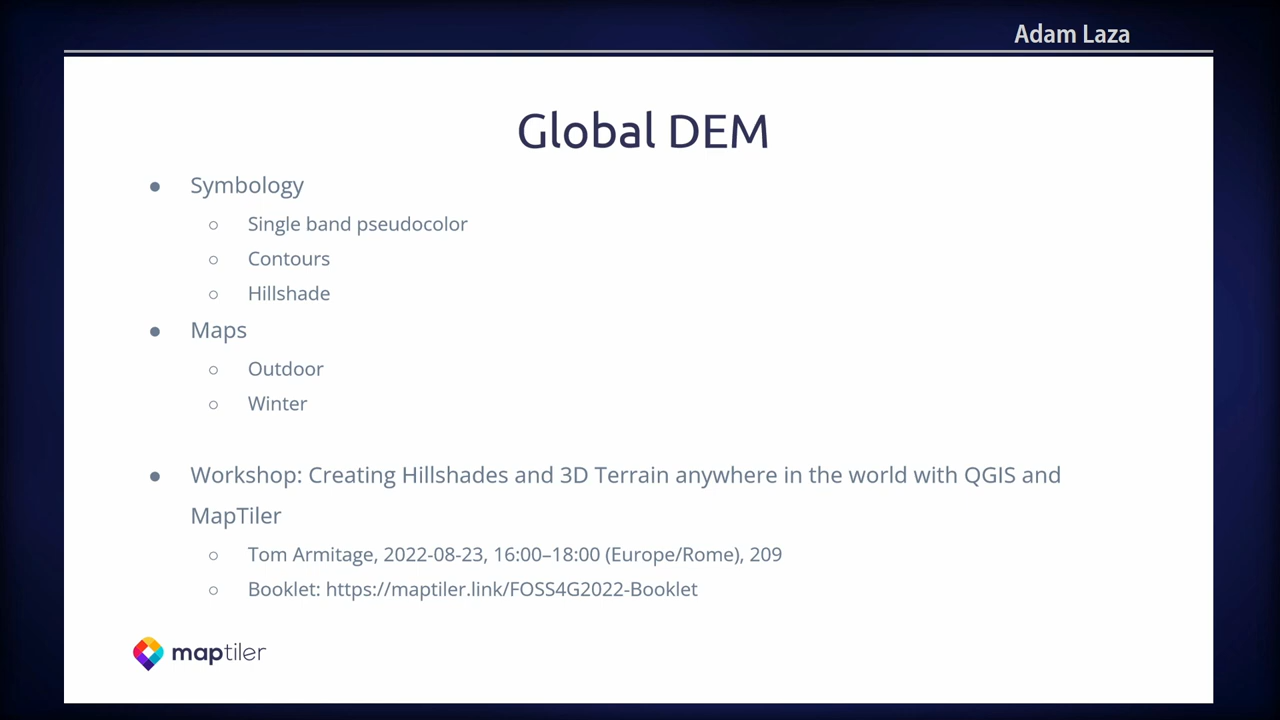 Adam Laza
Global DEM
● Symbology
○ Single band pseudocolor
○ Contours
○ Hillshade
● Maps
○ Outdoor
○ Winter
● Workshop: Creating Hillshades and 3D Terrain anywhere in the world with QGIS and
MapTiler
○ Tom Armitage, 2022-08-23, 16:00–18:00 (Europe/Rome), 209
○ Booklet: https://maptiler.link/FOSS4G2022-Booklet
maptiler